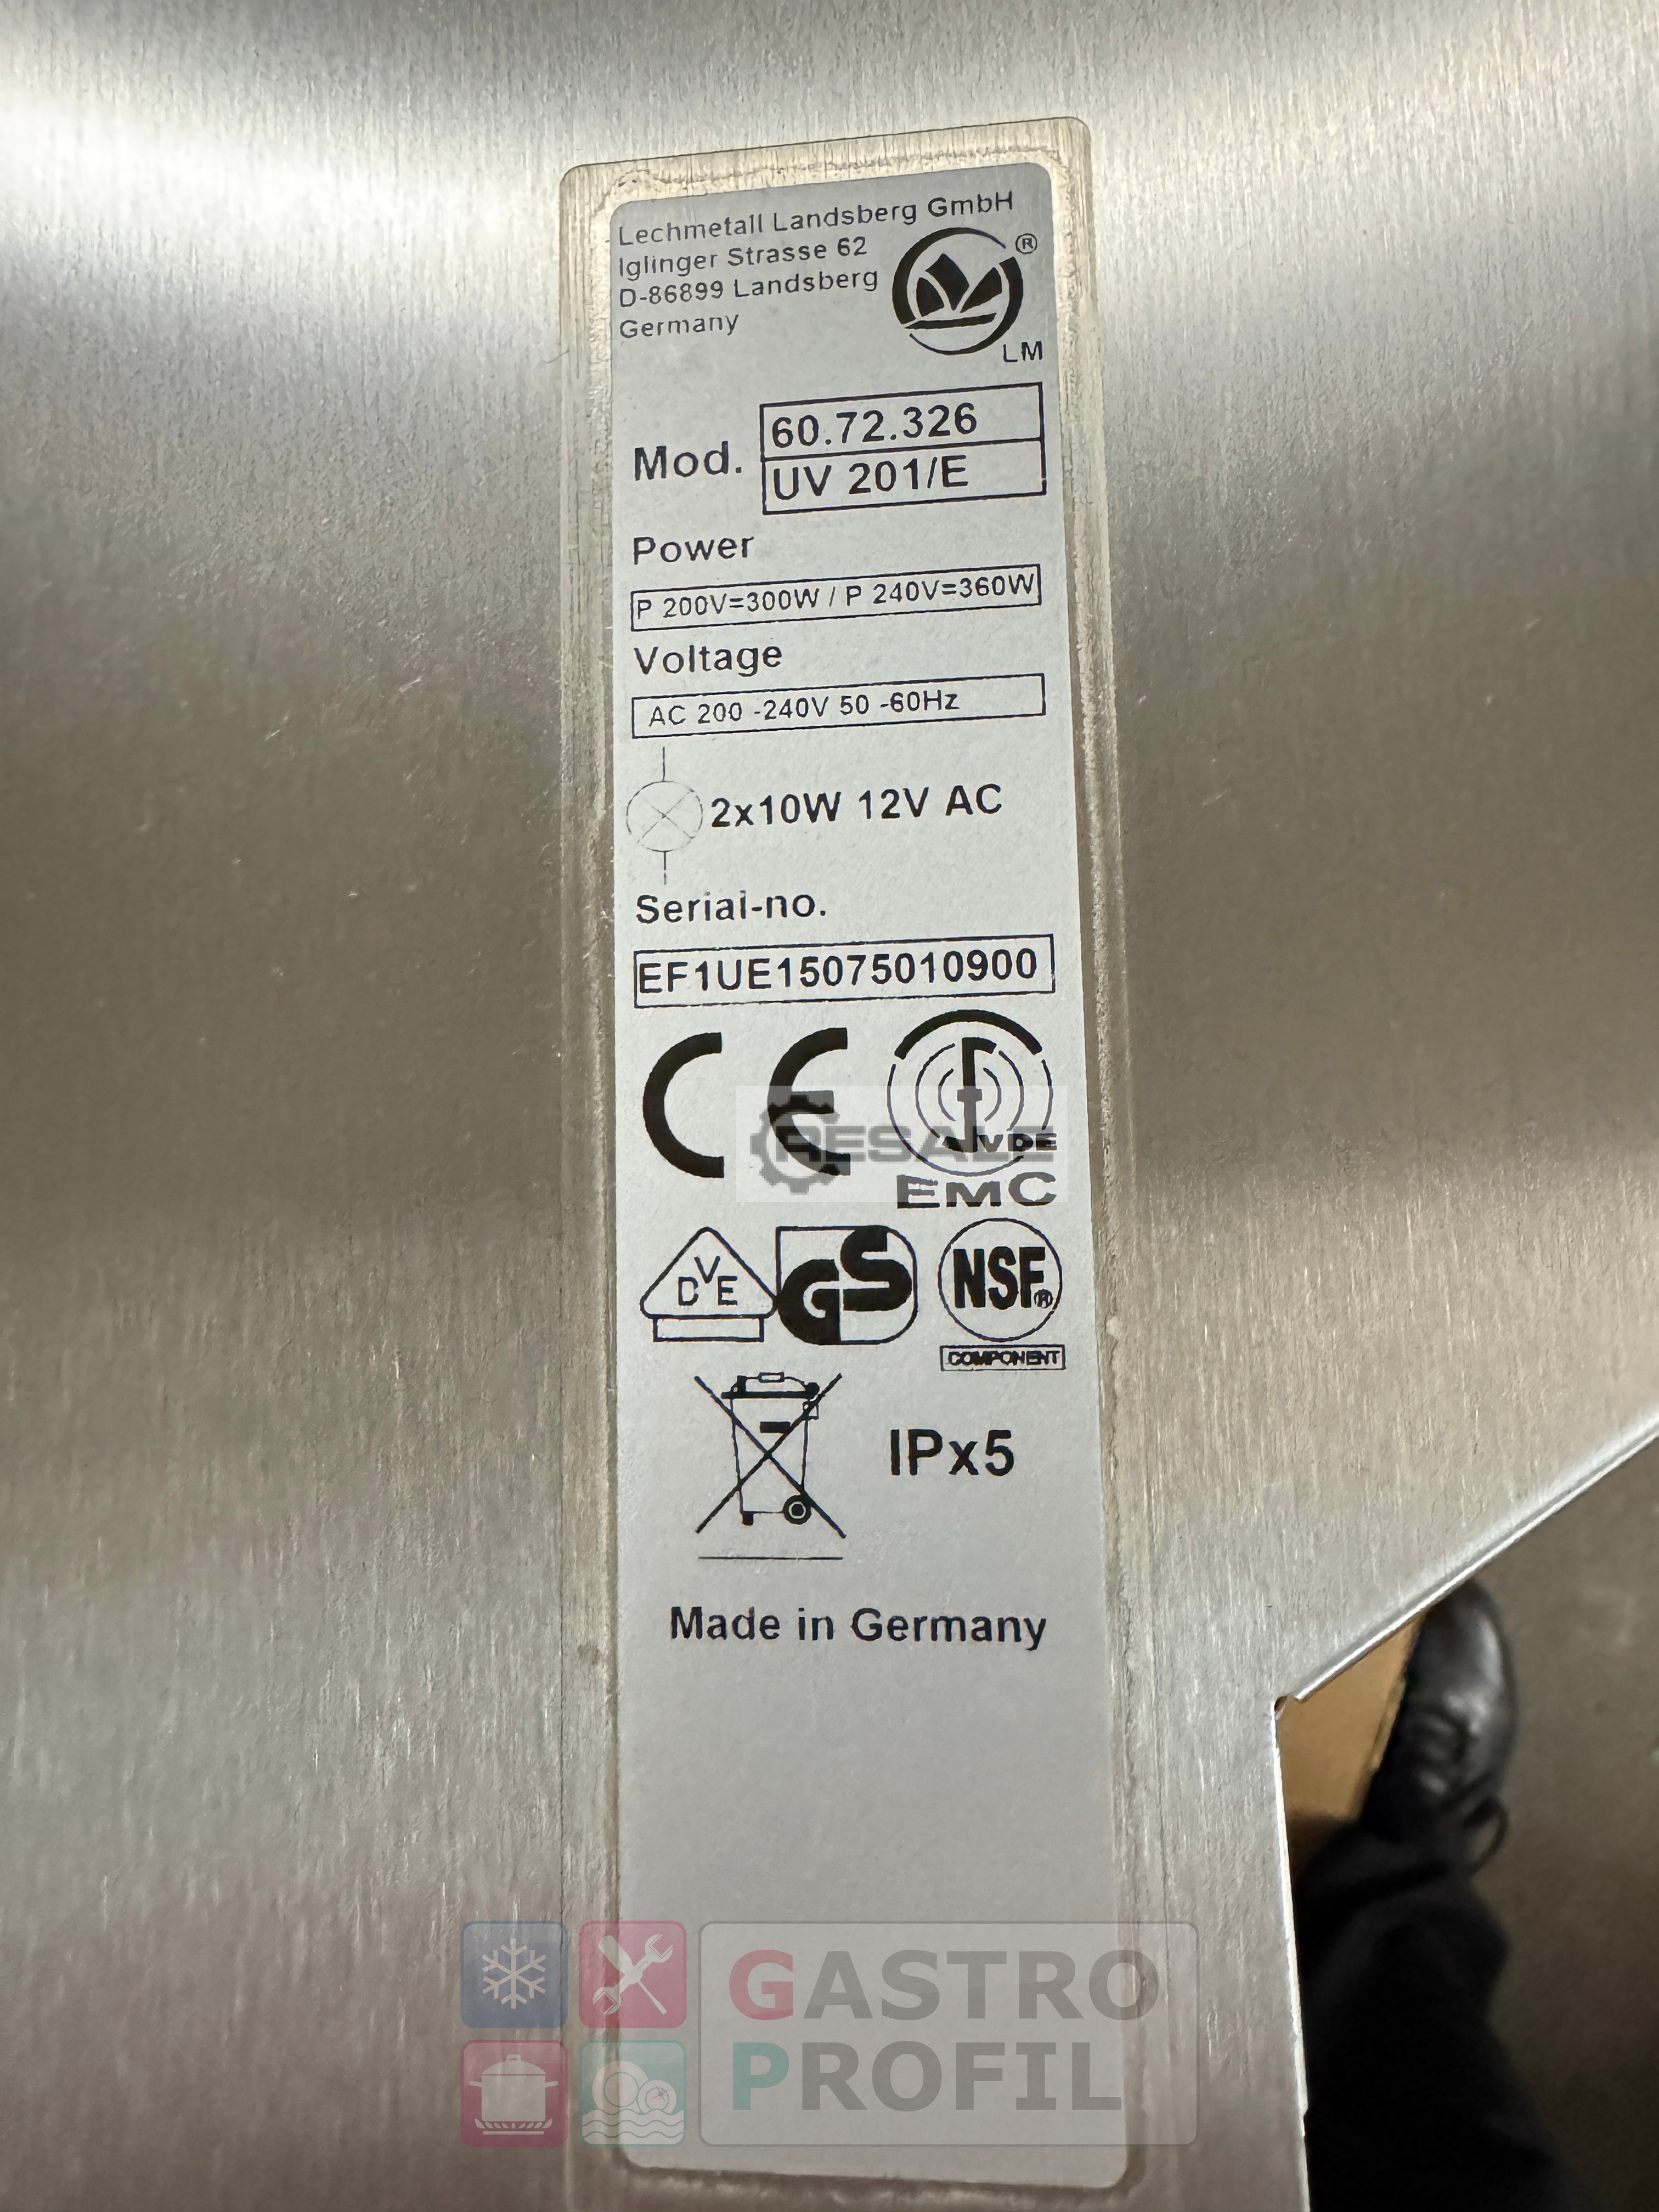 Lechmetall Landsberg GmbH
Iglinger Strasse 62
D-86899 Landsberg
Germany
®
LM
Mod.
60.72.326
UV 201/E
Power
P 200V=300W / P 240V=360W
Voltage
AC 200 -240V 50 -60Hz
2x10W 12V AC
Serial-no.
EF1UE15075010900
CE
VDE
EMC
RESALE
DVE
GS
NSF®
COMPONENT
IPx5
Made in Germany
GASTRO
PROFIL